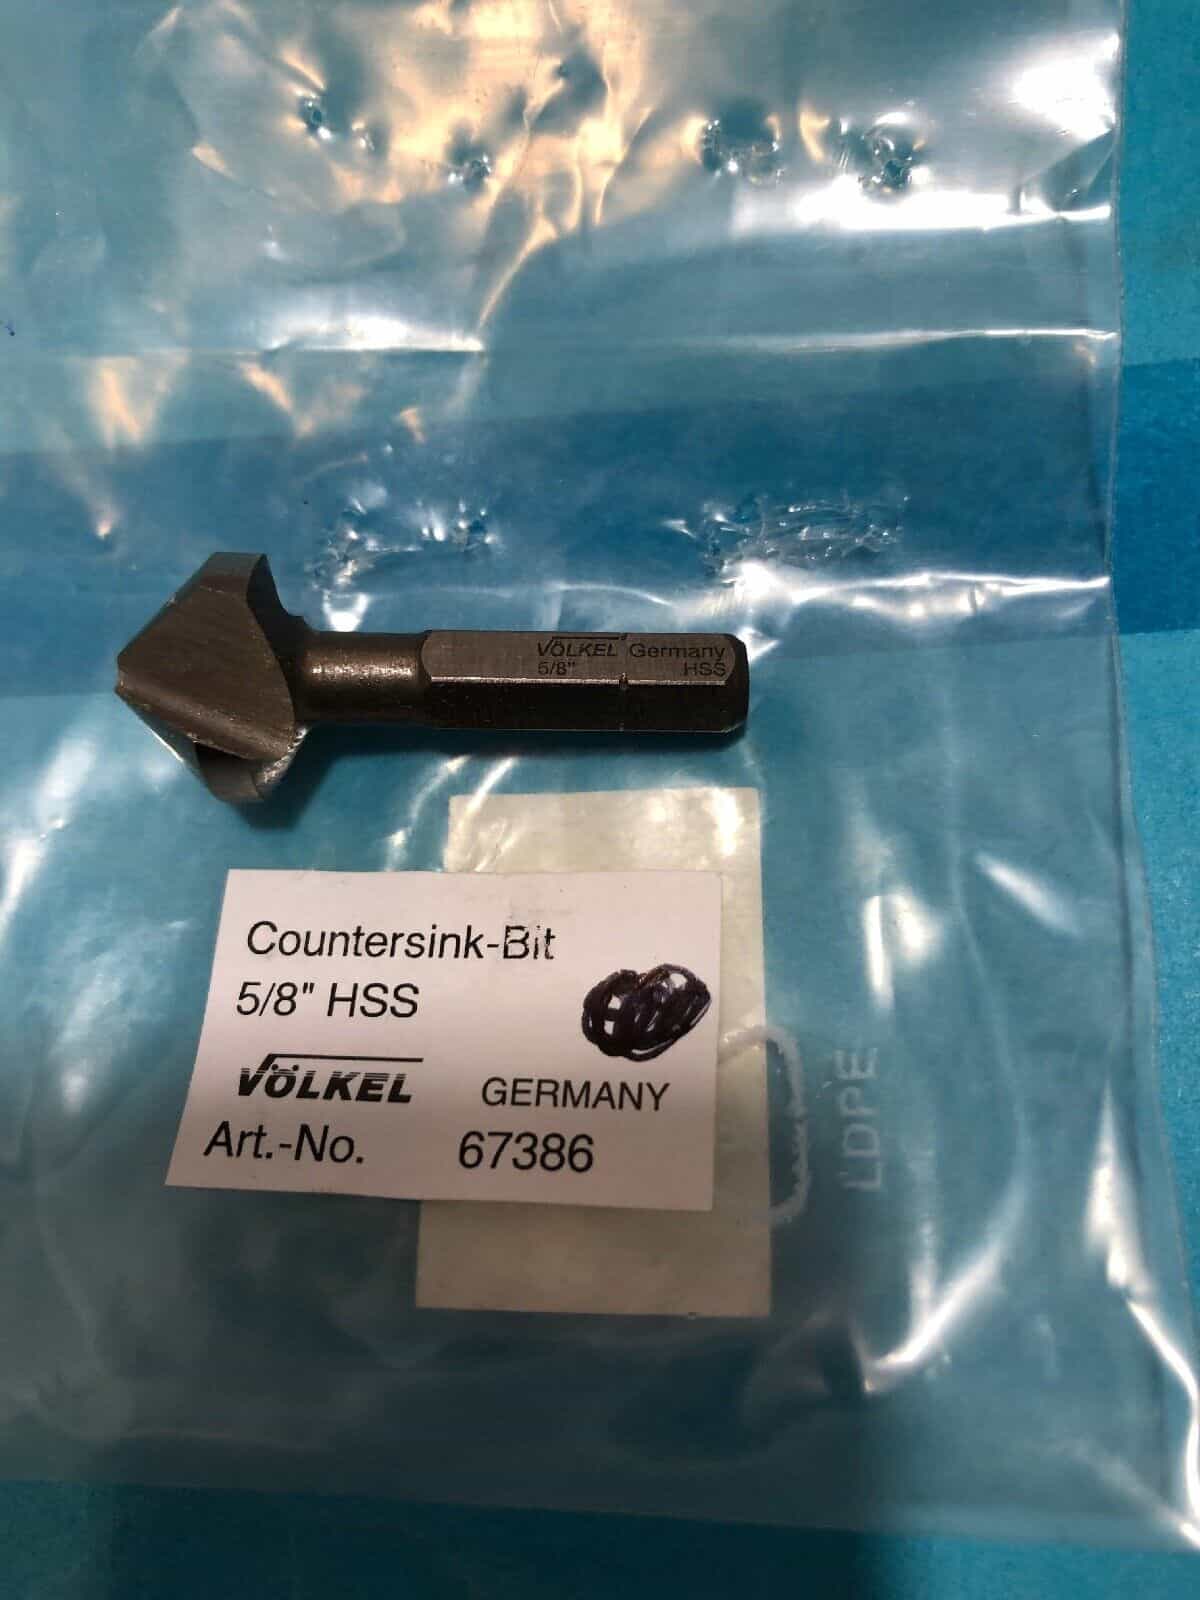 VÖLKEL Germany
5/8" HSS
Countersink-Bit
5/8" HSS
VÖLKEL GERMANY
Art.-No. 67386
LDPE